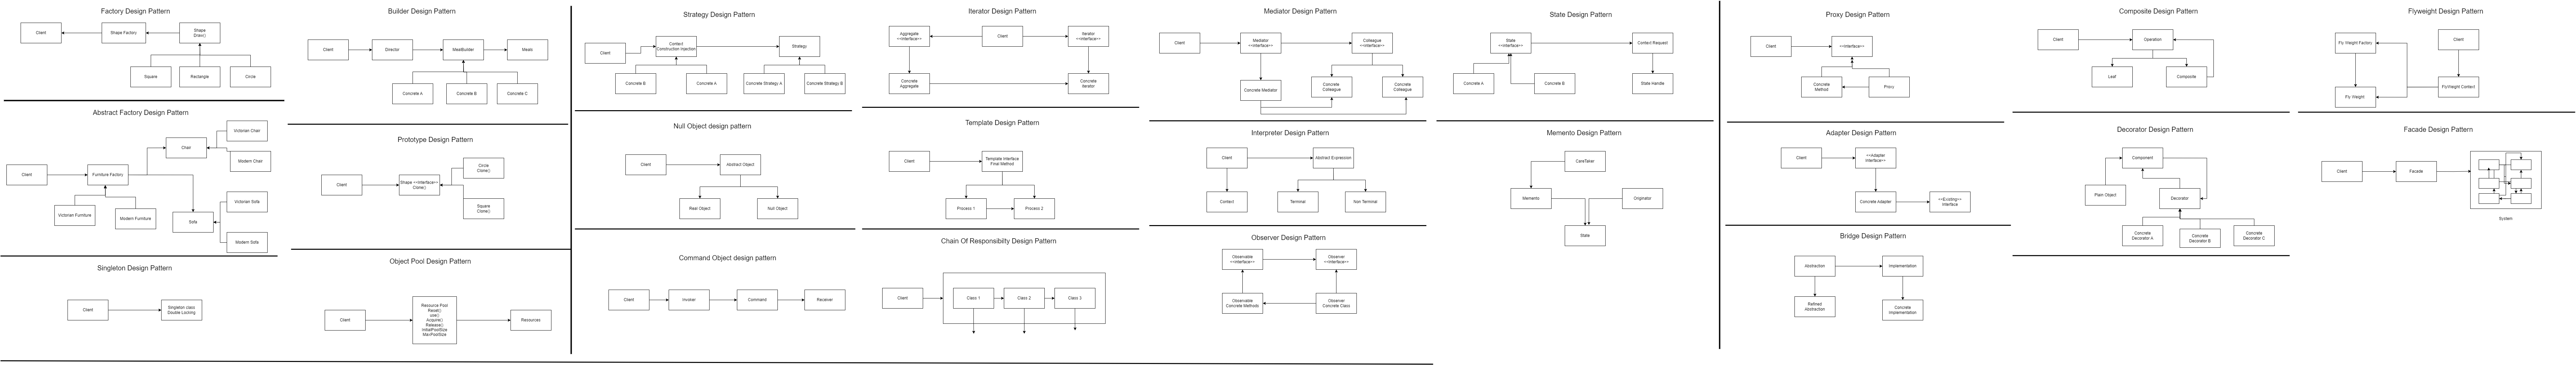 Factory Design Pattern
Client
Shape Factory
Shape
Draw()
Square
Rectangle
Circle
Abstract Factory Design Pattern
Victorian Chair
Chair
Modern Chair
Client
Furniture Factory
Victorian Sofa
Victorian Furniture
Modern Furniture
Sofa
Modern Sofa
Singleton Design Pattern
Client
Singleton class
Double Locking
Builder Design Pattern
Client
Director
MealBuilder
Meals
Concrete A
Concrete B
Concrete C
Prototype Design Pattern
Circle
Clone()
Client
Shape <<Interface>>
Clone()
Square
Clone()
Object Pool Design Pattern
Client
Resource Pool
Reset()
use()
Acquire()
Release()
InitialPoolSize
MaxPoolSize
Resources
Strategy Design Pattern
Client
Context
Construction Injection
Strategy
Concrete B
Concrete A
Concrete Strategy A
Concrete Strategy B
Null Object design pattern
Client
Abstract Object
Real Object
Null Object
Command Object design pattern
Client
Invoker
Command
Receiver
Iterator Design Pattern
Aggregate
<<Interface>>
Client
Iterator
<<Interface>>
Concrete
Aggregate
Concrete
Iterator
Template Design Pattern
Client
Template Interface
Final Method
Process 1
Process 2
Chain Of Responsibilty Design Pattern
Client
Class 1
Class 2
Class 3
Mediator Design Pattern
Client
Mediator
<<Interface>>
Colleague
<<Interface>>
Concrete Mediator
Concrete
Colleague
Concrete
Colleague
Interpreter Design Pattern
Client
Abstract Expression
Context
Terminal
Non Terminal
Observer Design Pattern
Observable
<<Interface>>
Observer
<<Interface>>
Observable
Concrete Methods
Observer
Concrete Class
State Design Pattern
State
<<Interface>>
Context Request
Concrete A
Concrete B
State Handle
Memento Design Pattern
CareTaker
Memento
Originator
State
Proxy Design Pattern
Client
<<Interface>>
Concrete
Method
Proxy
Adapter Design Pattern
Client
<<Adapter
Interface>>
Concrete Adapter
<<Existing>>
Interface
Bridge Design Pattern
Abstraction
Implementation
Refined
Abstraction
Concrete
Implementation
Composite Design Pattern
Client
Operation
Leaf
Composite
Decorator Design Pattern
Component
Plain Object
Decorator
Concrete
Decorator A
Concrete
Decorator B
Concrete
Decorator C
Flyweight Design Pattern
Fly Weight Factory
Client
FlyWeight Context
Fly Weight
Facade Design Pattern
Client
Facade
System